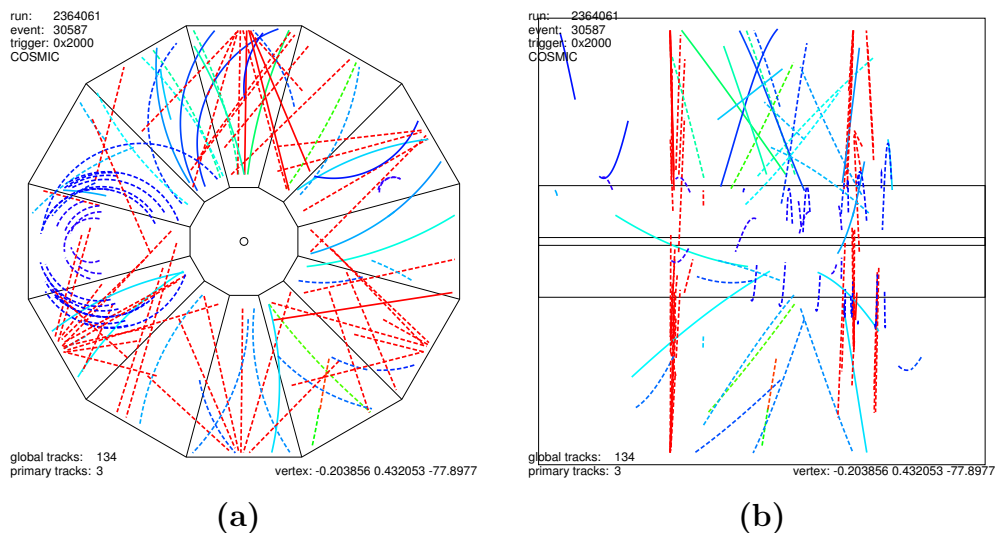 run: 2364061
event: 30587
trigger: 0x2000
COSMIC
global tracks: 134
primary tracks: 3
vertex: -0.203856 0.432053 -77.8977
(a)
run: 2364061
event: 30587
trigger: 0x2000
COSMIC
global tracks: 134
primary tracks: 3
vertex: -0.203856 0.432053 -77.8977
(b)